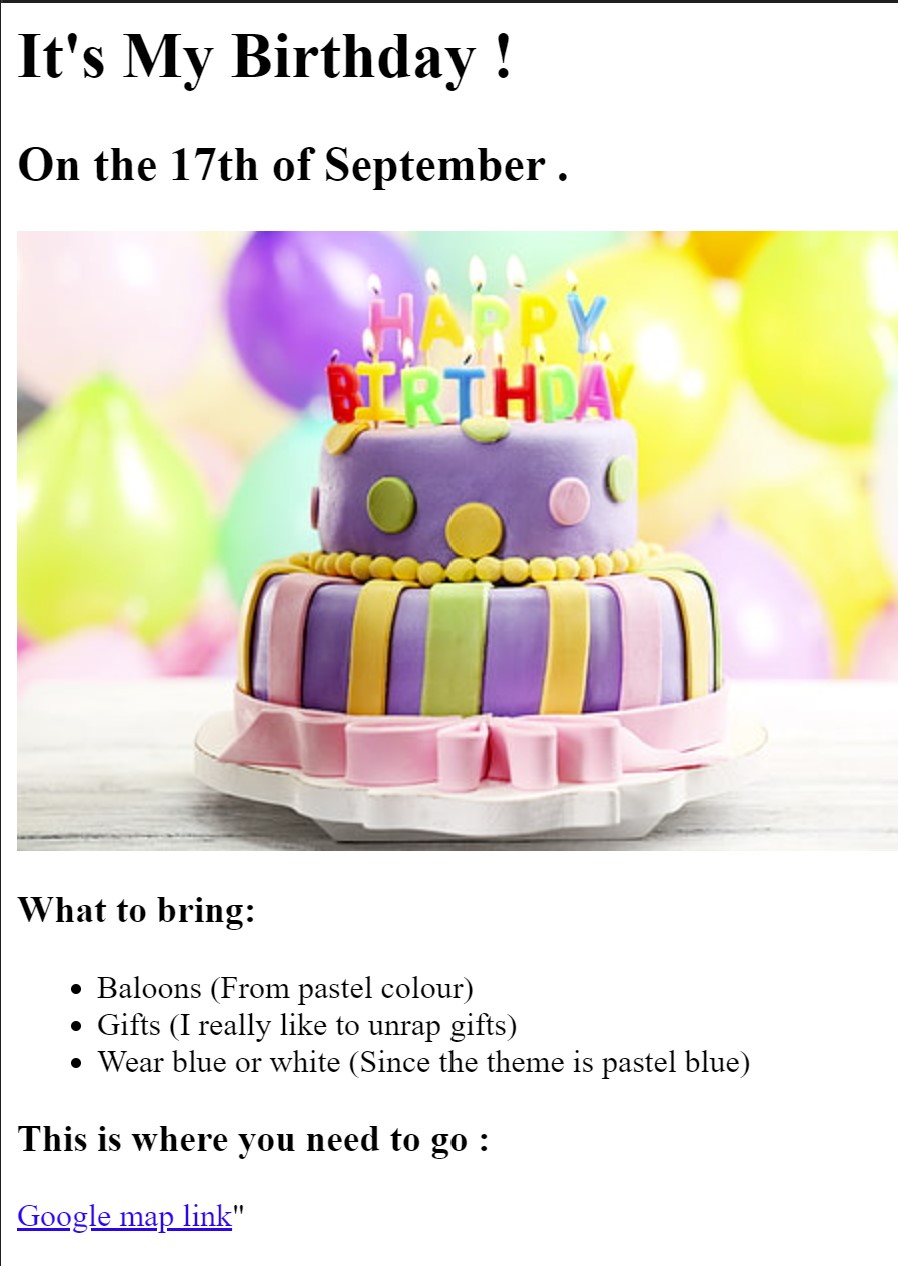 It's My Birthday !
On the 17th of September .
HAPPY
BIRTHDAY
What to bring:
• Baloons (From pastel colour)
• Gifts (I really like to unrap gifts)
• Wear blue or white (Since the theme is pastel blue)
This is where you need to go :
Google map link"